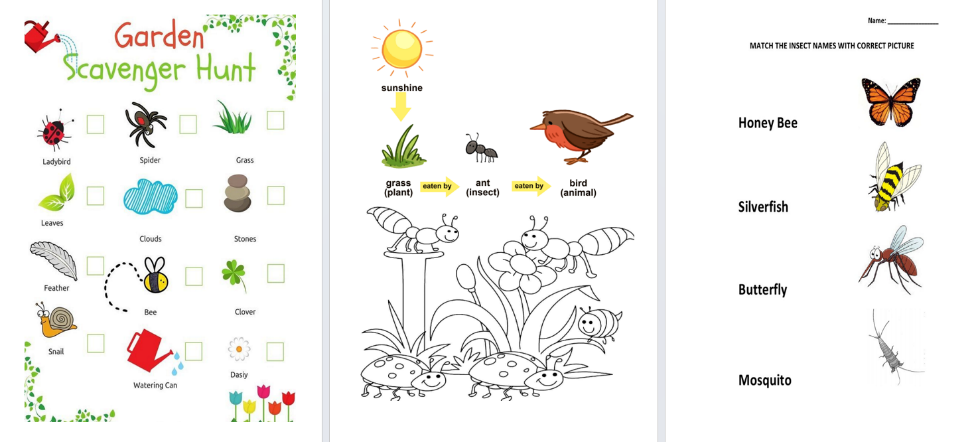 Garden
Scavenger Hunt
Ladybird
Spider
Grass
Leaves
Clouds
Stones
Feather
Bee
Clover
Snail
Watering Can
Dasiy
sunshine
grass
(plant)
eaten by
ant
(insect)
eaten by
bird
(animal)
Name: ________________
MATCH THE INSECT NAMES WITH CORRECT PICTURE
Honey Bee
Silverfish
Butterfly
Mosquito